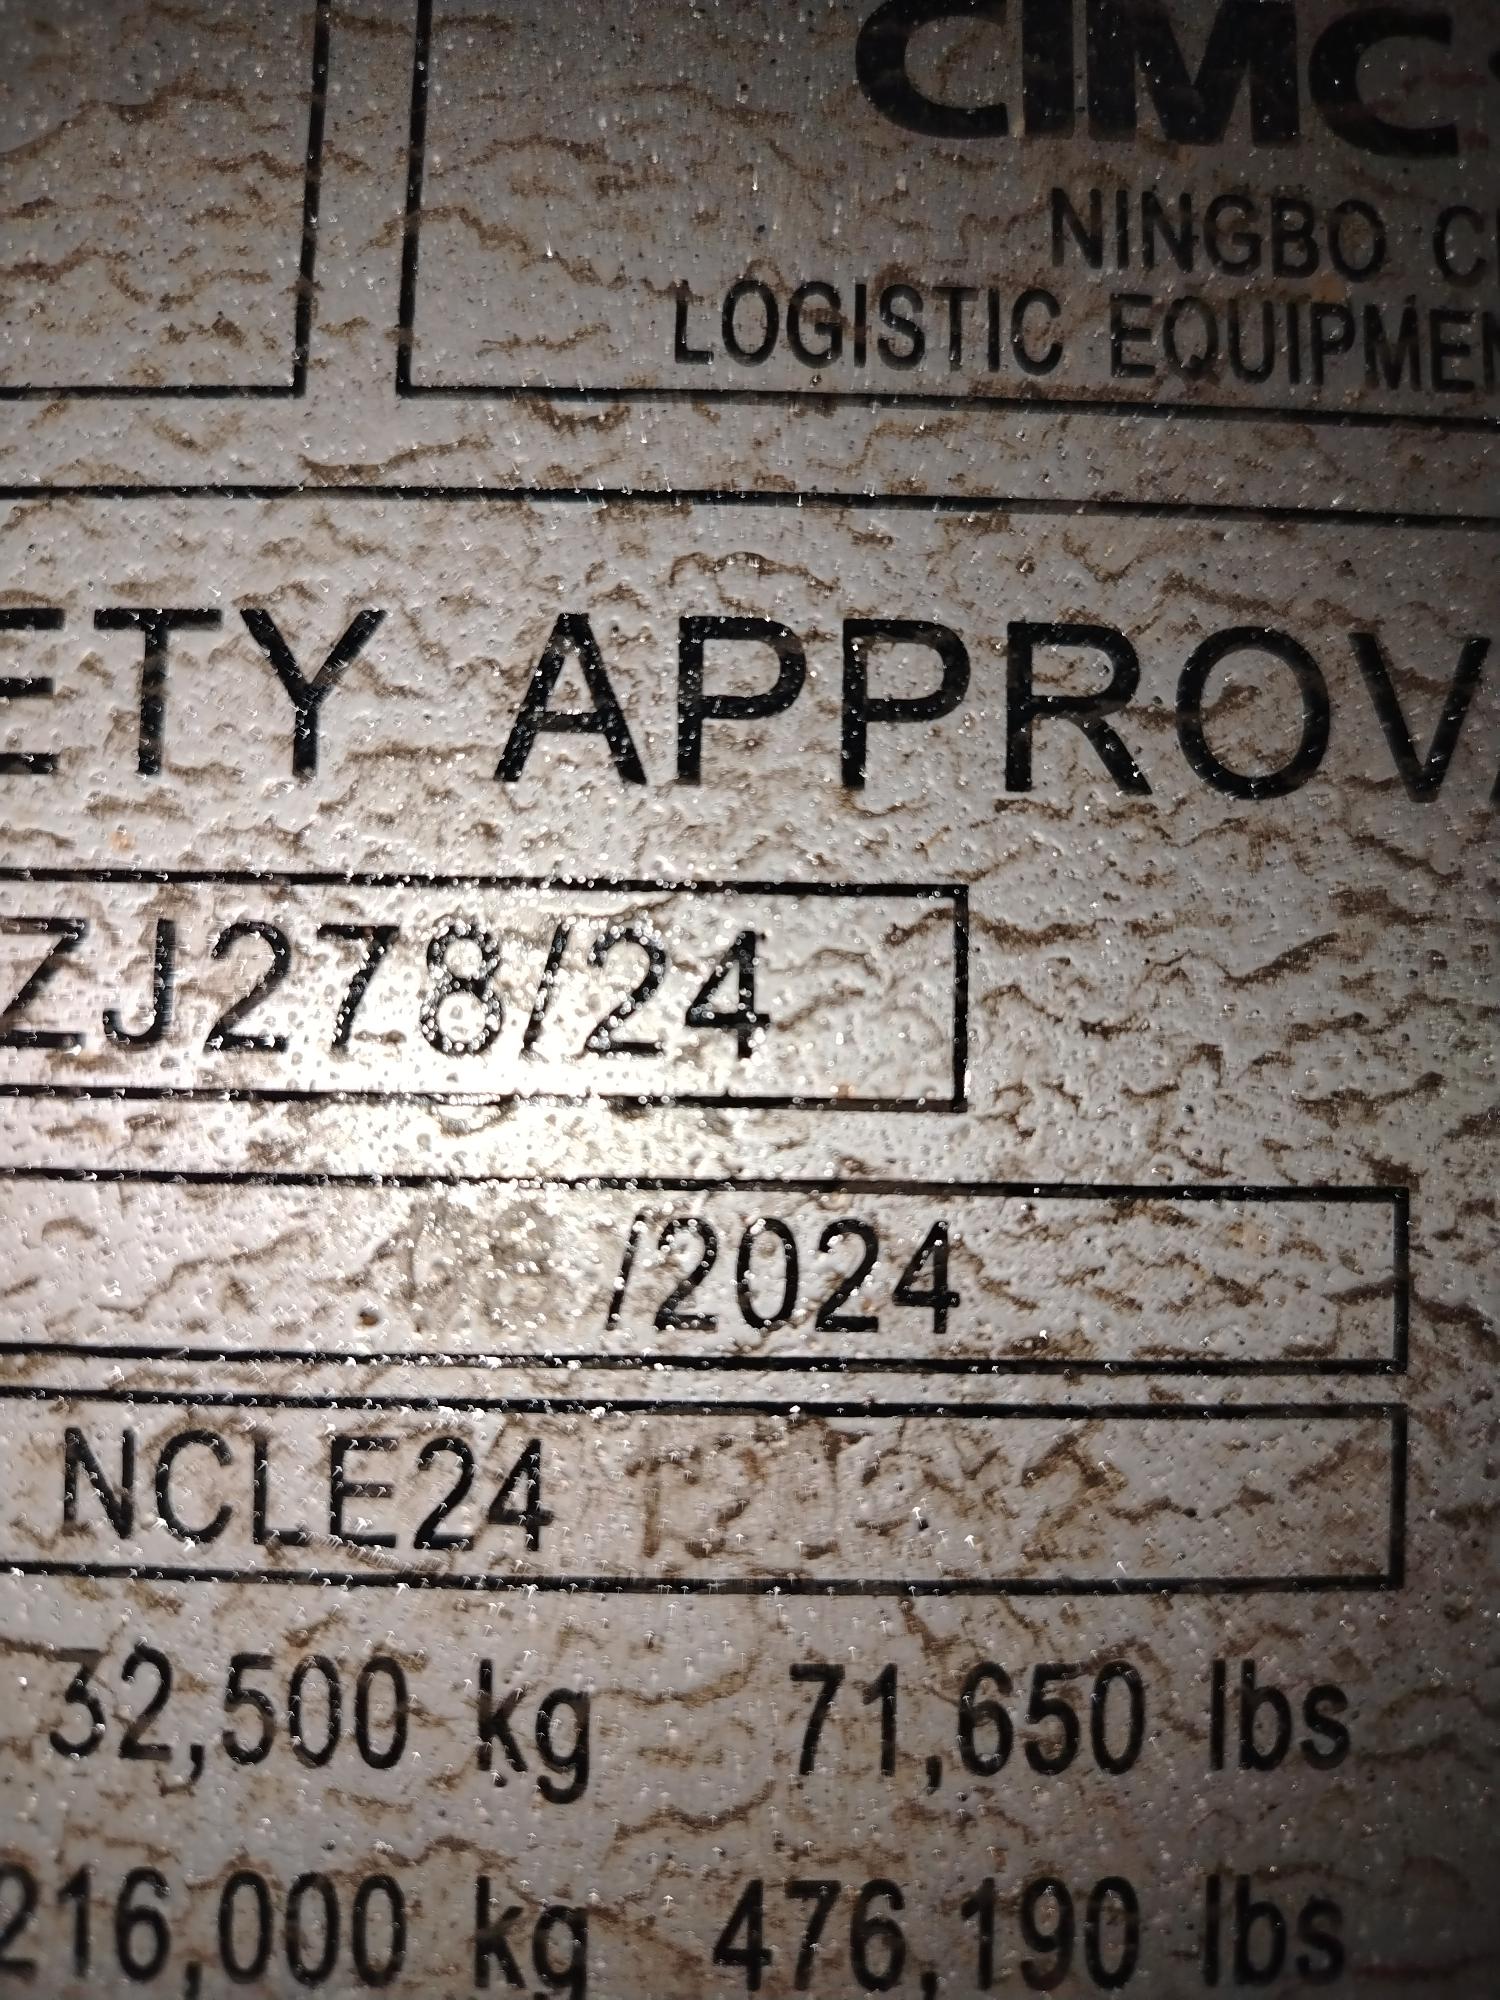 CIMC
NINGBO CI
LOGISTIC EQUIPMEN
ETY APPROV
ZJ278/24
/2024
NCLE24
32,500 kg 71,650 lbs
216,000 kg 476,190 lbs